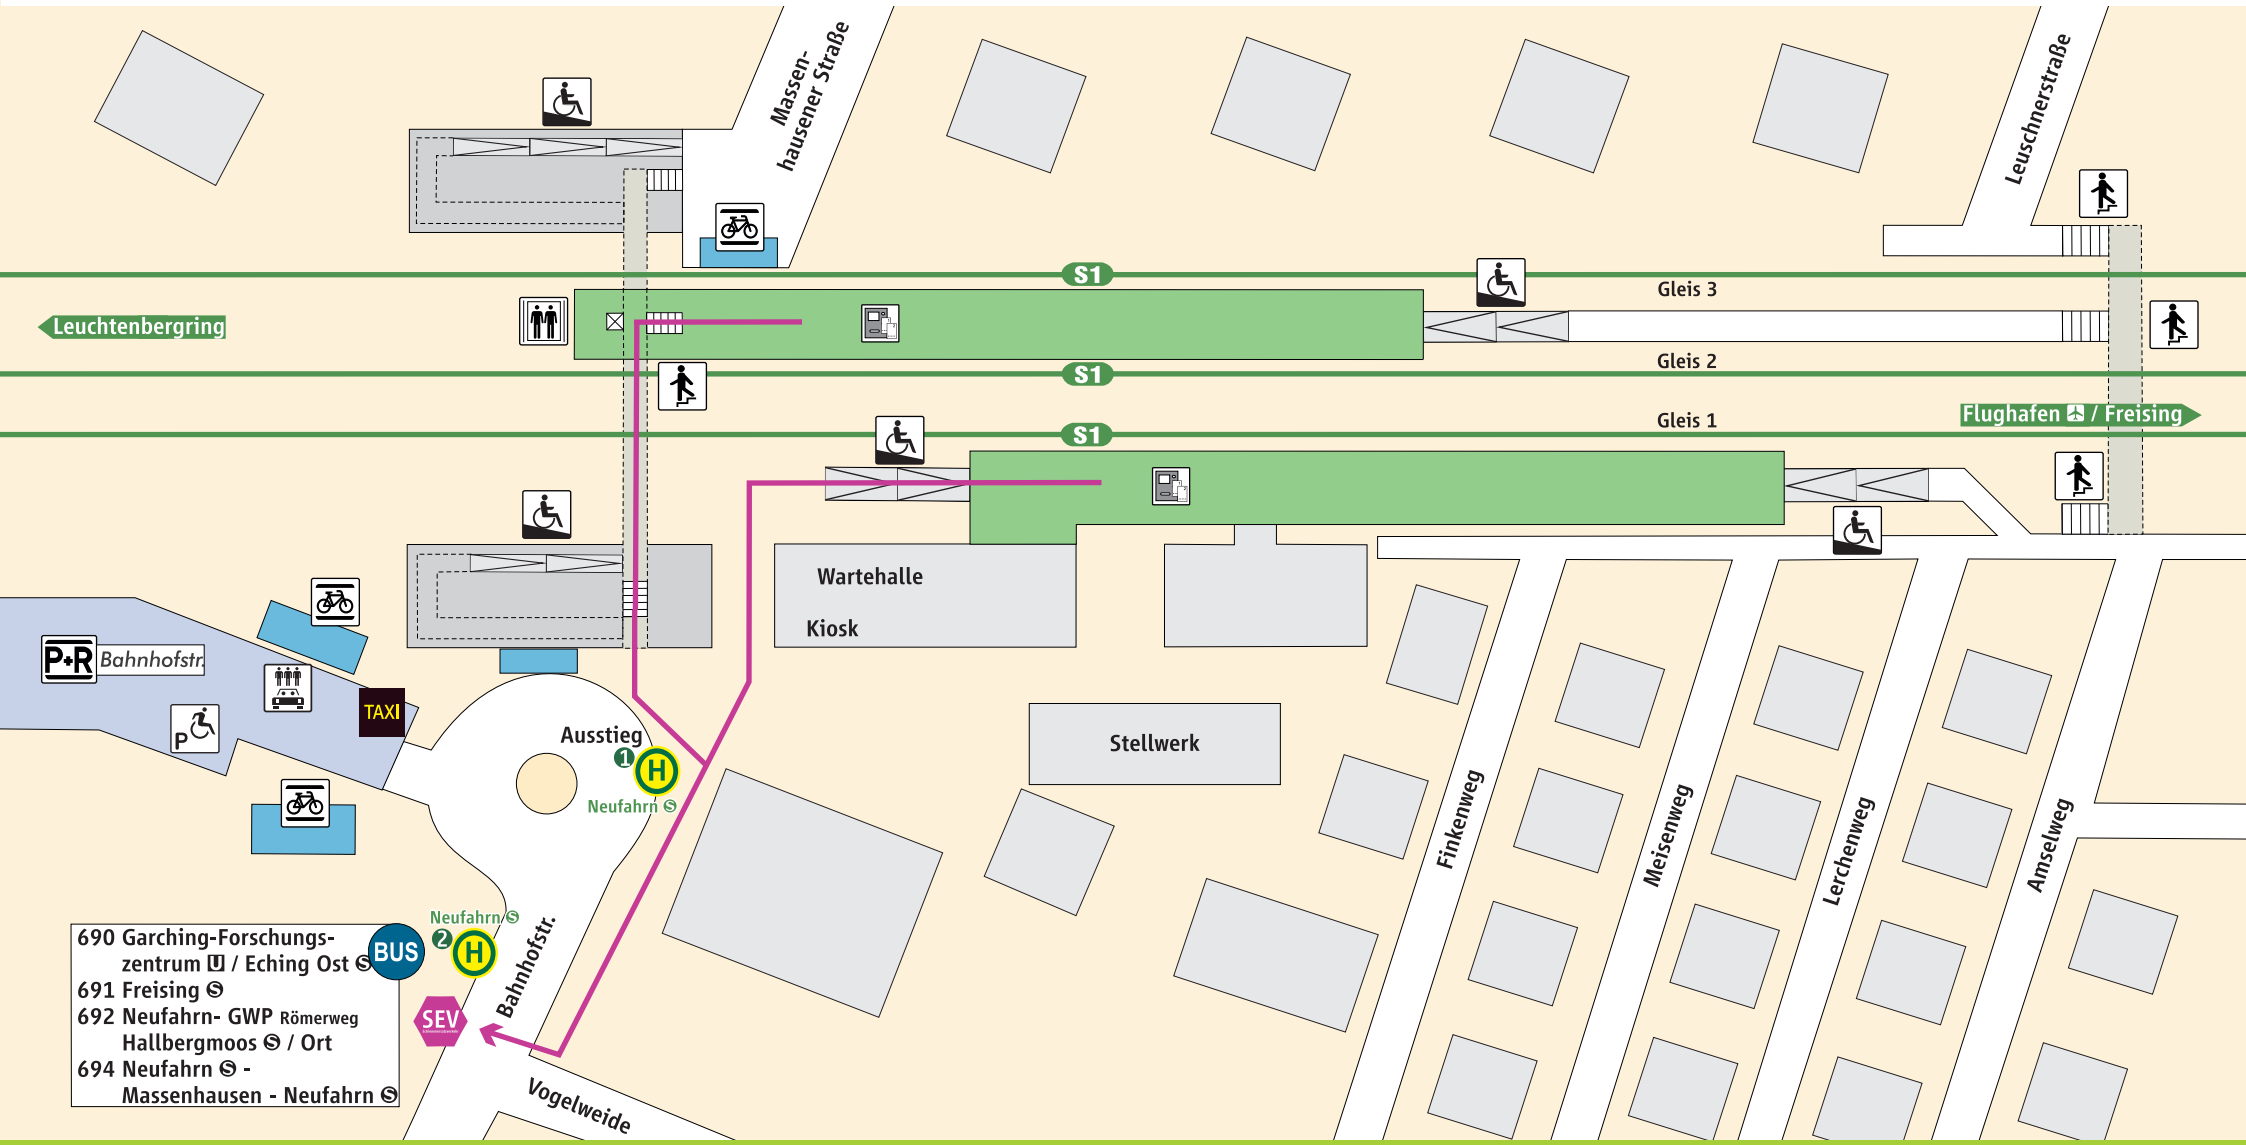 Massen-
hausener Straße
Leuschnerstraße
S1
Gleis 3
Leuchtenbergring
Gleis 2
S1
Flughafen / Freising
Gleis 1
S1
Wartehalle
Kiosk
P+R Bahnhofstr.
P
TAXI
Ausstieg
1 H
Neufahrn S
Stellwerk
Finkenweg
Meisenweg
Lerchenweg
Amselweg
Neufahrn S
2 H
BUS
690 Garching-Forschungs-
zentrum U / Eching Ost S
691 Freising S
692 Neufahrn- GWP Römerweg
Hallbergmoos S / Ort
694 Neufahrn S -
Massenhausen - Neufahrn S
SEV
Bahnhofstr.
Vogelweide